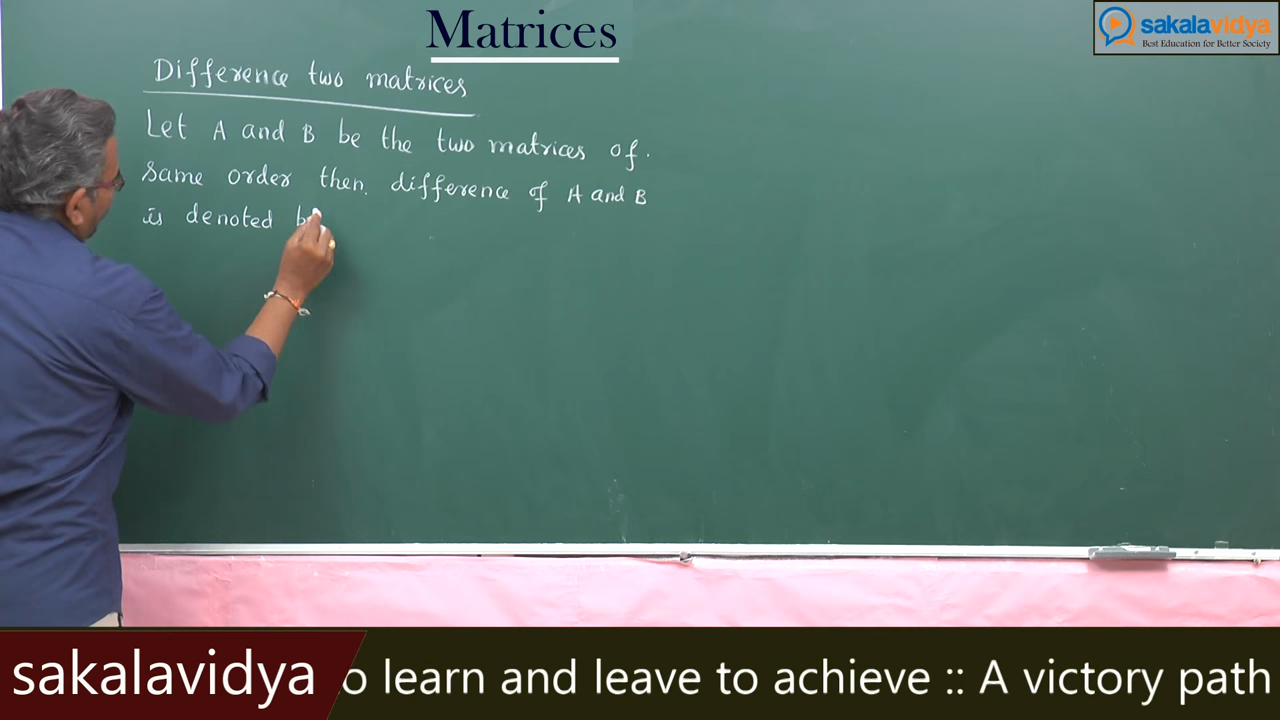 Matrices
sakalavidya
Best Education for Better Society
Difference two matrices
Let A and B be the two matrices of.
Same order then. difference of A and B
is denoted
sakalavidya
o learn and leave to achieve :: A victory path